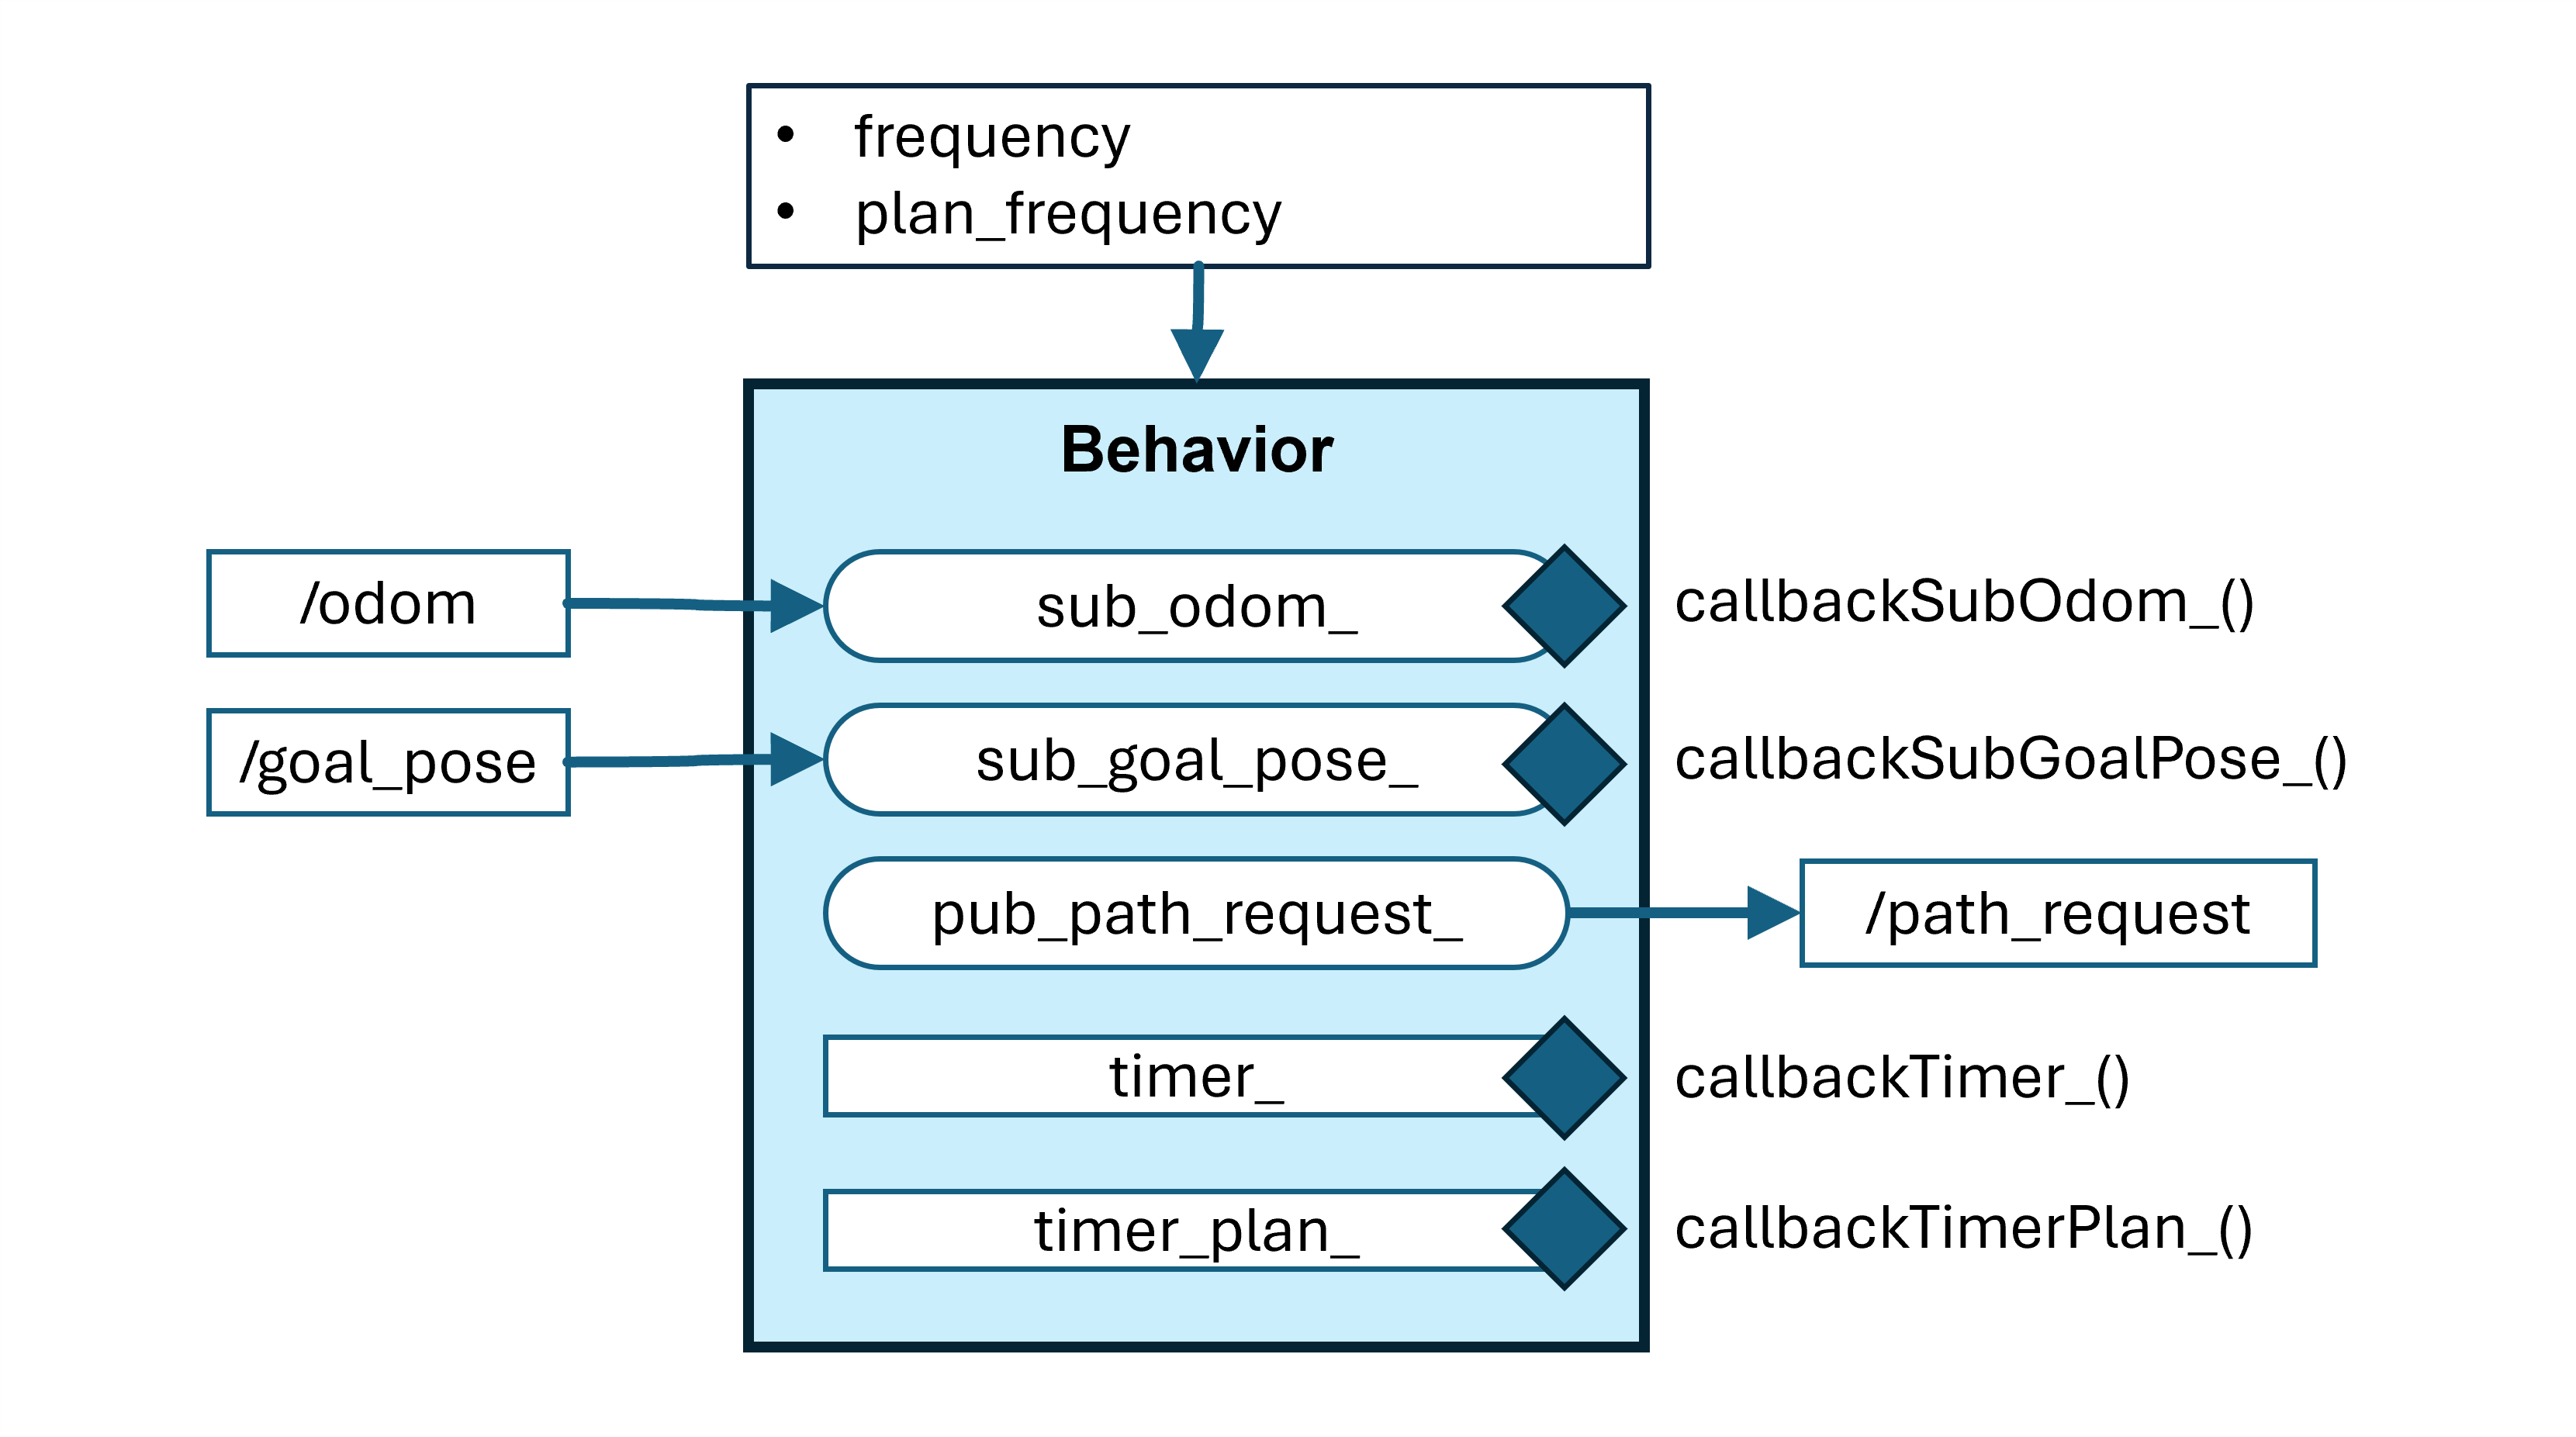 • frequency
• plan_frequency
Behavior
/odom
sub_odom_
callbackSubOdom_()
/goal_pose
sub_goal_pose_
callbackSubGoalPose_()
pub_path_request_
/path_request
timer_
callbackTimer_()
timer_plan_
callbackTimerPlan_()